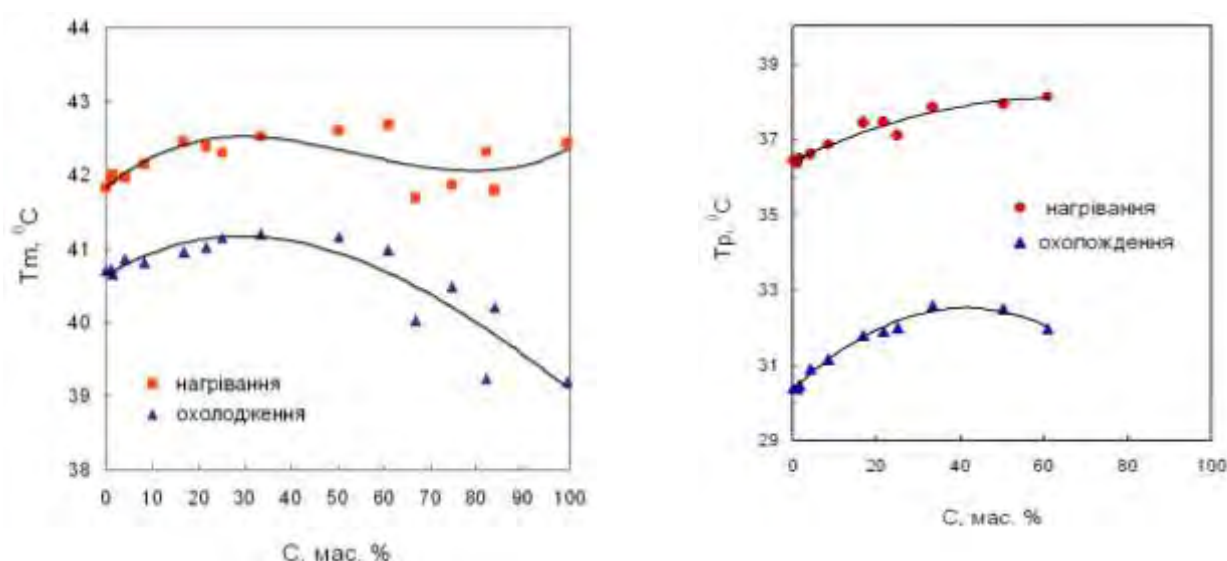 44
43
42
41
40
39
38
Tm, ⁰C
нагрівання
охолодження
0 10 20 30 40 50 60 70 80 90 100
С, мас. %
39
37
35
33
31
29
Tp, ⁰C
нагрівання
охолождення
0 20 40 60 80 100
С, мас. %